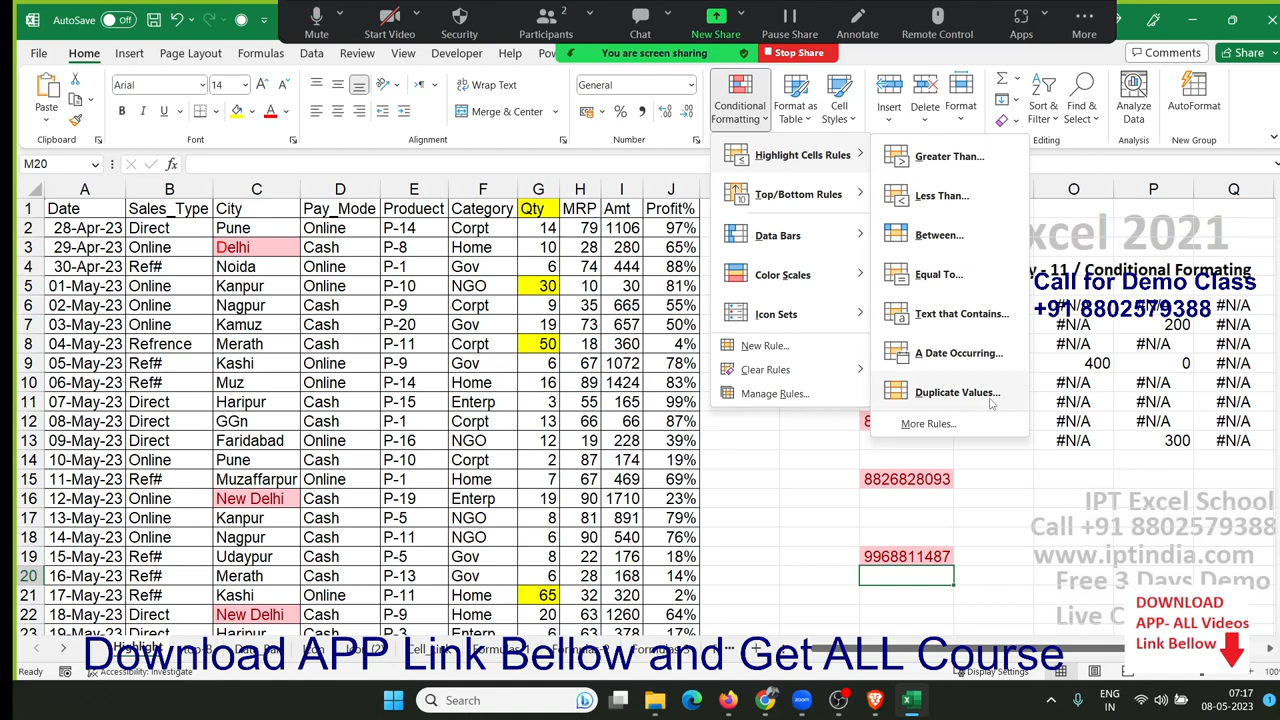 AutoSave Off
Mute
Start Video
Security
Participants 2
Chat
New Share
Pause Share
Annotate
Remote Control
Apps
More
File Home Insert Page Layout Formulas Data Review View Developer Help
You are screen sharing
Stop Share
Comments Share
Paste
Arial 14
Wrap Text
Merge & Center
General
Conditional Formatting
Format as Table
Cell Styles
Insert
Delete
Format
Sort & Filter
Find & Select
Analyze Data
AutoFormat
Font Alignment Number Editing Analysis New Group
M20 fx
Highlight Cells Rules
Top/Bottom Rules
Data Bars
Color Scales
Icon Sets
New Rule...
Clear Rules
Manage Rules...
Greater Than...
Less Than...
Between...
Equal To...
Text that Contains...
A Date Occurring...
Duplicate Values...
More Rules...
A B C D E F G H I J O P Q
1 Date Sales_Type City Pay_Mode Produect Category Qty MRP Amt Profit%
2 28-Apr-23 Direct Pune Online P-14 Corpt 14 79 1106 97%
3 29-Apr-23 Online Delhi Cash P-8 Home 10 28 280 65%
4 30-Apr-23 Ref# Noida Online P-1 Gov 6 74 444 88%
5 01-May-23 Online Kanpur Online P-10 NGO 30 10 30 81%
6 02-May-23 Online Nagpur Cash P-9 Corpt 9 35 665 55%
7 03-May-23 Online Kamuz Cash P-20 Gov 19 73 657 50%
8 04-May-23 Refrence Merath Cash P-11 Corpt 50 18 360 4%
9 05-May-23 Ref# Kashi Online P-9 Gov 6 67 1072 78%
10 06-May-23 Ref# Muz Cash P-14 Home 16 89 1424 83%
11 07-May-23 Direct Haripur Cash P-15 Enterp 3 55 165 99%
12 08-May-23 Direct GGn Cash P-1 Corpt 13 66 66 87%
13 09-May-23 Direct Faridabad Online P-16 NGO 12 19 228 39%
14 10-May-23 Online Pune Cash P-10 Corpt 2 87 174 19%
15 11-May-23 Ref# Muzaffarpur Cash P-1 Home 7 67 469 69% 8826828093
16 12-May-23 Online New Delhi Cash P-19 Enterp 19 90 1710 23%
17 13-May-23 Online Kanpur Cash P-5 NGO 8 81 891 79%
18 14-May-23 Online Nagpur Cash P-11 NGO 6 90 540 76%
19 15-May-23 Ref# Udaypur Cash P-5 Gov 8 22 176 18% 9968811487
20 16-May-23 Ref# Merath Cash P-13 Gov 6 28 168 14%
21 17-May-23 Ref# Kashi Online P-11 Home 65 32 320 2%
22 18-May-23 Direct New Delhi Cash P-9 Home 20 63 1260 64%
23 19-May-23 Direct Haripur Cash P-3 Enterp 6 63 378 17%
xcel 2021
- 11 / Conditional Formating
Call for Demo Class
+91 8802579388
#N/A #N/A #N/A
#N/A 200 #N/A
#N/A #N/A #N/A
400 0 #N/A
#N/A #N/A #N/A
#N/A #N/A #N/A
#N/A #N/A #N/A
#N/A 300 #N/A
IPT Excel School
Call +91 8802579388
www.iptindia.com
Free 3 Days Demo
Live C
DOWNLOAD
APP- ALL Videos
Link Bellow
Download APP Link Bellow and Get ALL Course
Ready Accessibility: Investigate Display Settings
Search
ENG
IN
07:17
08-05-2023